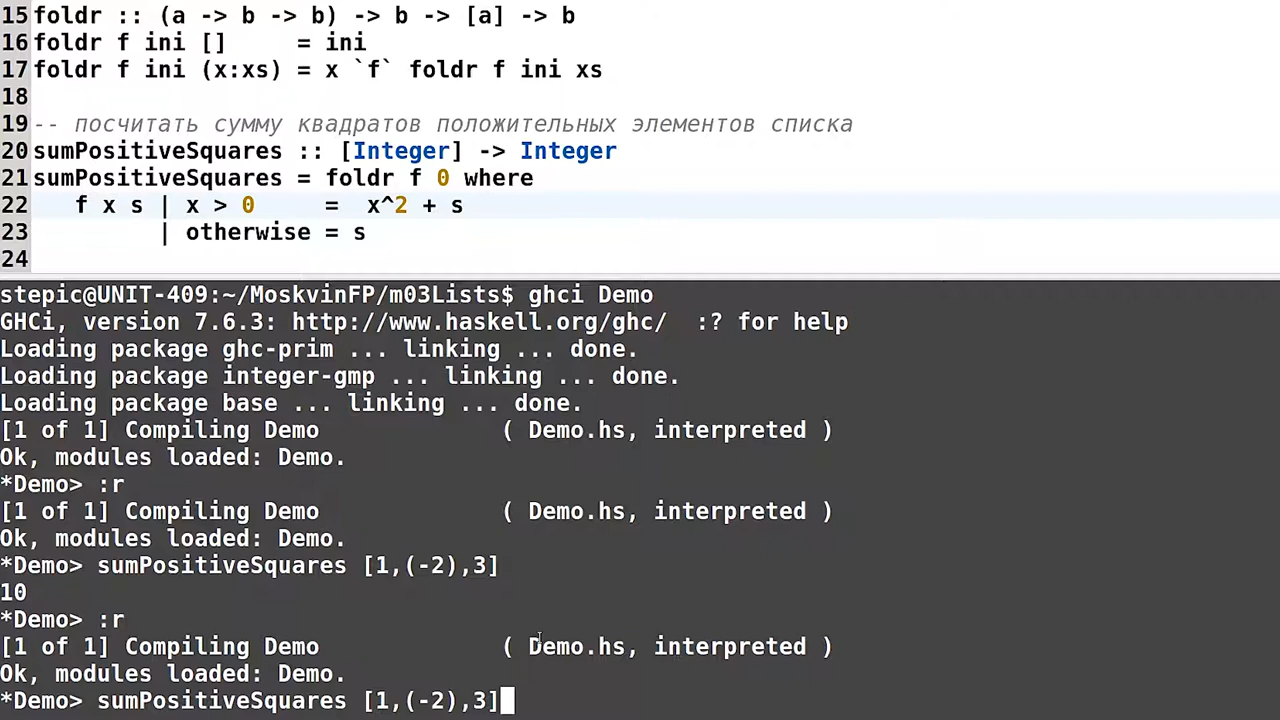 15 foldr :: (a -> b -> b) -> b -> [a] -> b
16 foldr f ini []     = ini
17 foldr f ini (x:xs) = x `f` foldr f ini xs
18
19 -- посчитать сумму квадратов положительных элементов списка
20 sumPositiveSquares :: [Integer] -> Integer
21 sumPositiveSquares = foldr f 0 where
22    f x s | x > 0     =  x^2 + s
23          | otherwise = s
24
stepic@UNIT-409:~/MoskvinFP/m03Lists$ ghci Demo
GHCi, version 7.6.3: http://www.haskell.org/ghc/  :? for help
Loading package ghc-prim ... linking ... done.
Loading package integer-gmp ... linking ... done.
Loading package base ... linking ... done.
[1 of 1] Compiling Demo             ( Demo.hs, interpreted )
Ok, modules loaded: Demo.
*Demo> :r
[1 of 1] Compiling Demo             ( Demo.hs, interpreted )
Ok, modules loaded: Demo.
*Demo> sumPositiveSquares [1,(-2),3]
10
*Demo> :r
[1 of 1] Compiling Demo             ( Demo.hs, interpreted )
Ok, modules loaded: Demo.
*Demo> sumPositiveSquares [1,(-2),3]